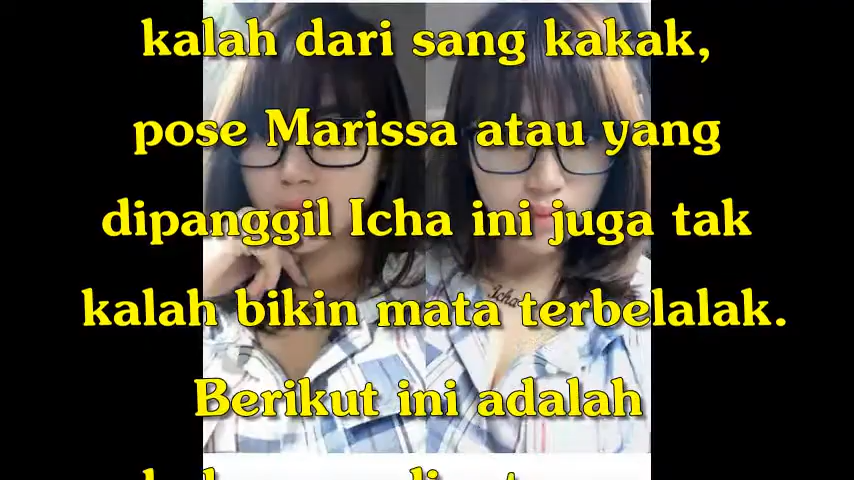 kalah dari sang kakak,
pose Marissa atau yang
dipanggil Icha ini juga tak
kalah bikin mata terbelalak.
Berikut ini adalah
Icha